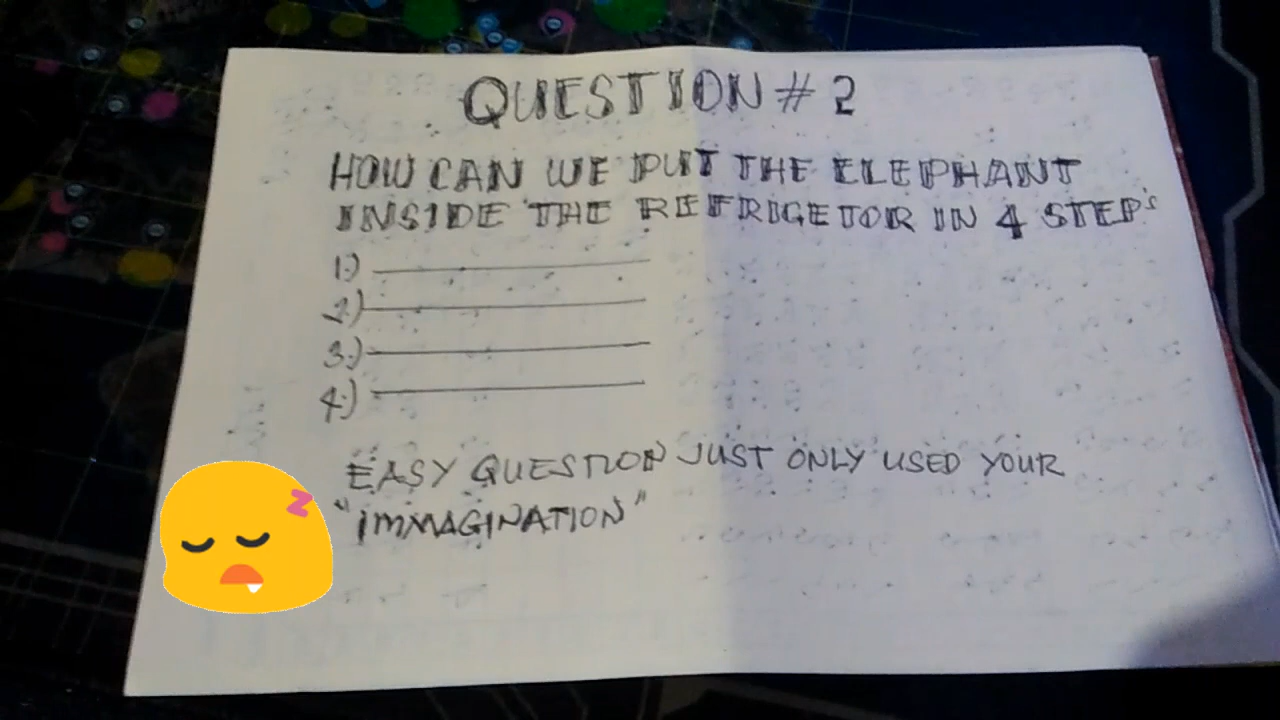 QUESTION # 2
HOW CAN WE PUT THE ELEPHANT
INSIDE THE REFRIGETOR IN 4 STEP'S
1.)
2.)
3.)
4.)
EASY QUESTION JUST ONLY USED YOUR
"IMMAGINATION"